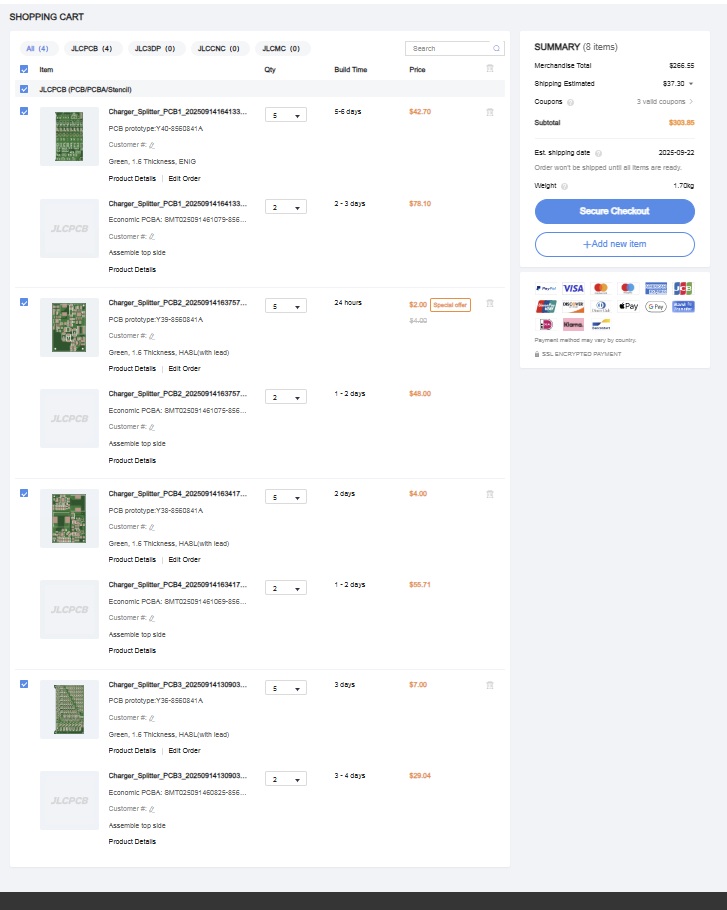 SHOPPING CART
All (4) JLCPCB (4) JLC3DP (0) JLCCNC (0) JLCMC (0) Search
Item Qty Build Time Price
JLCPCB (PCB/PCBA/Stencil)
Charger_Splitter_PCB1_20250914164133... 5 5-6 days $42.70
PCB prototype:Y40-8560841A
Customer #:
Green, 1.6 Thickness, ENIG
Product Details | Edit Order
JLCPCB
Charger_Splitter_PCB1_20250914164133... 2 2 - 3 days $78.10
Economic PCBA: SMT025091461079-856...
Customer #:
Assemble top side
Product Details
Charger_Splitter_PCB2_20250914163757... 5 24 hours $2.00 Special offer
PCB prototype:Y39-8560841A $4.00
Customer #:
Green, 1.6 Thickness, HASL(with lead)
Product Details | Edit Order
JLCPCB
Charger_Splitter_PCB2_20250914163757... 2 1 - 2 days $48.00
Economic PCBA: SMT025091461075-856...
Customer #:
Assemble top side
Product Details
Charger_Splitter_PCB4_20250914163417... 5 2 days $4.00
PCB prototype:Y38-8560841A
Customer #:
Green, 1.6 Thickness, HASL(with lead)
Product Details | Edit Order
JLCPCB
Charger_Splitter_PCB4_20250914163417... 2 1 - 2 days $55.71
Economic PCBA: SMT025091461069-856...
Customer #:
Assemble top side
Product Details
Charger_Splitter_PCB3_20250914130903... 5 3 days $7.00
PCB prototype:Y36-8560841A
Customer #:
Green, 1.6 Thickness, HASL(with lead)
Product Details | Edit Order
JLCPCB
Charger_Splitter_PCB3_20250914130903... 2 3 - 4 days $29.04
Economic PCBA: SMT025091460825-856...
Customer #:
Assemble top side
Product Details
SUMMARY (8 items)
Merchandise Total $266.55
Shipping Estimated $37.30
Coupons ? 3 valid coupons >
Subtotal $303.85
Est. shipping date ? 2025-09-22
Order won't be shipped until all items are ready.
Weight ? 1.70kg
Secure Checkout
+Add new item
PayPal VISA JCB
DISCOVER Pay G Pay
Klarna.
Payment method may vary by country.
SSL ENCRYPTED PAYMENT